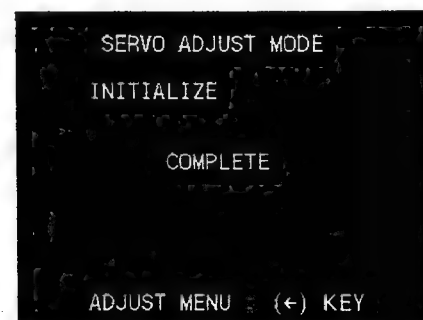 SERVO ADJUST MODE
INITIALIZE
COMPLETE
ADJUST MENU : (←) KEY